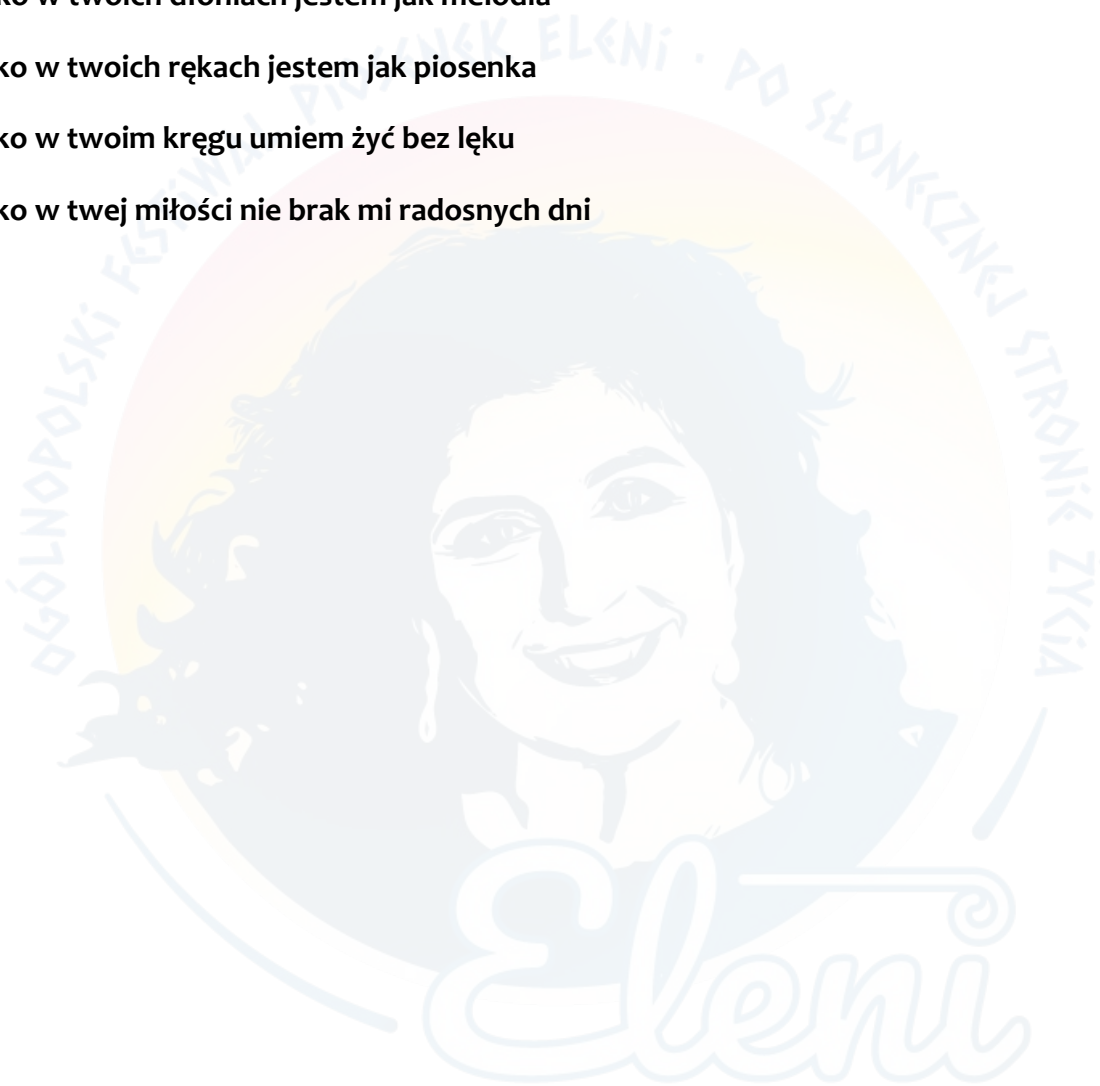 ko w twoich dłoniach jestem jak melodia
ko w twoich rękach jestem jak piosenka
ko w twoim kręgu umiem żyć bez lęku
ko w twej miłości nie brak mi radosnych dni
OGÓLNOPOLSKI FESTIWAL PIOSENEK ELENi · PO SŁONECZNEJ STRONiE ŻYCiA
Eleni